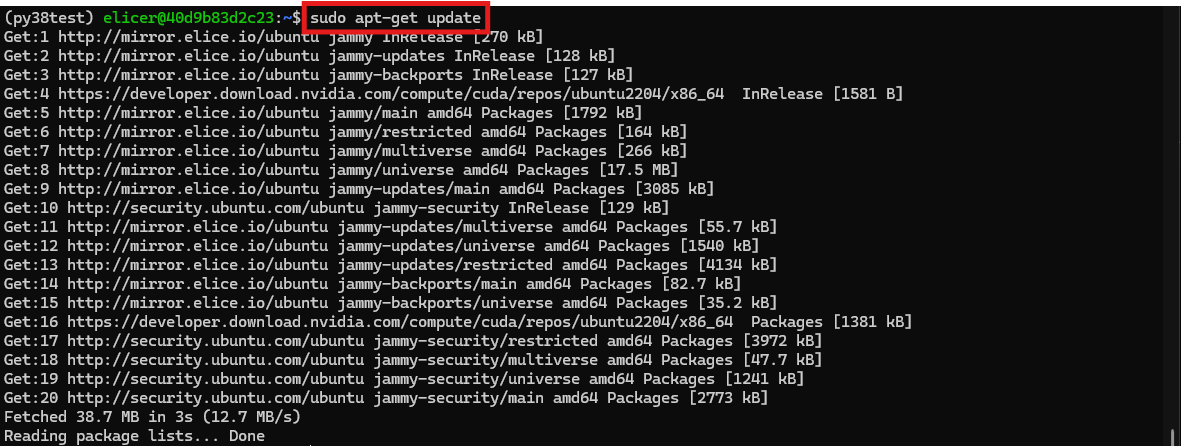 (py38test) elicer@40d9b83d2c23:~$ sudo apt-get update
Get:1 http://mirror.elice.io/ubuntu jammy InRelease [270 kB]
Get:2 http://mirror.elice.io/ubuntu jammy-updates InRelease [128 kB]
Get:3 http://mirror.elice.io/ubuntu jammy-backports InRelease [127 kB]
Get:4 https://developer.download.nvidia.com/compute/cuda/repos/ubuntu2204/x86_64  InRelease [1581 B]
Get:5 http://mirror.elice.io/ubuntu jammy/main amd64 Packages [1792 kB]
Get:6 http://mirror.elice.io/ubuntu jammy/restricted amd64 Packages [164 kB]
Get:7 http://mirror.elice.io/ubuntu jammy/multiverse amd64 Packages [266 kB]
Get:8 http://mirror.elice.io/ubuntu jammy/universe amd64 Packages [17.5 MB]
Get:9 http://mirror.elice.io/ubuntu jammy-updates/main amd64 Packages [3085 kB]
Get:10 http://security.ubuntu.com/ubuntu jammy-security InRelease [129 kB]
Get:11 http://mirror.elice.io/ubuntu jammy-updates/multiverse amd64 Packages [55.7 kB]
Get:12 http://mirror.elice.io/ubuntu jammy-updates/universe amd64 Packages [1540 kB]
Get:13 http://mirror.elice.io/ubuntu jammy-updates/restricted amd64 Packages [4134 kB]
Get:14 http://mirror.elice.io/ubuntu jammy-backports/main amd64 Packages [82.7 kB]
Get:15 http://mirror.elice.io/ubuntu jammy-backports/universe amd64 Packages [35.2 kB]
Get:16 https://developer.download.nvidia.com/compute/cuda/repos/ubuntu2204/x86_64  Packages [1381 kB]
Get:17 http://security.ubuntu.com/ubuntu jammy-security/restricted amd64 Packages [3972 kB]
Get:18 http://security.ubuntu.com/ubuntu jammy-security/multiverse amd64 Packages [47.7 kB]
Get:19 http://security.ubuntu.com/ubuntu jammy-security/universe amd64 Packages [1241 kB]
Get:20 http://security.ubuntu.com/ubuntu jammy-security/main amd64 Packages [2773 kB]
Fetched 38.7 MB in 3s (12.7 MB/s)
Reading package lists... Done